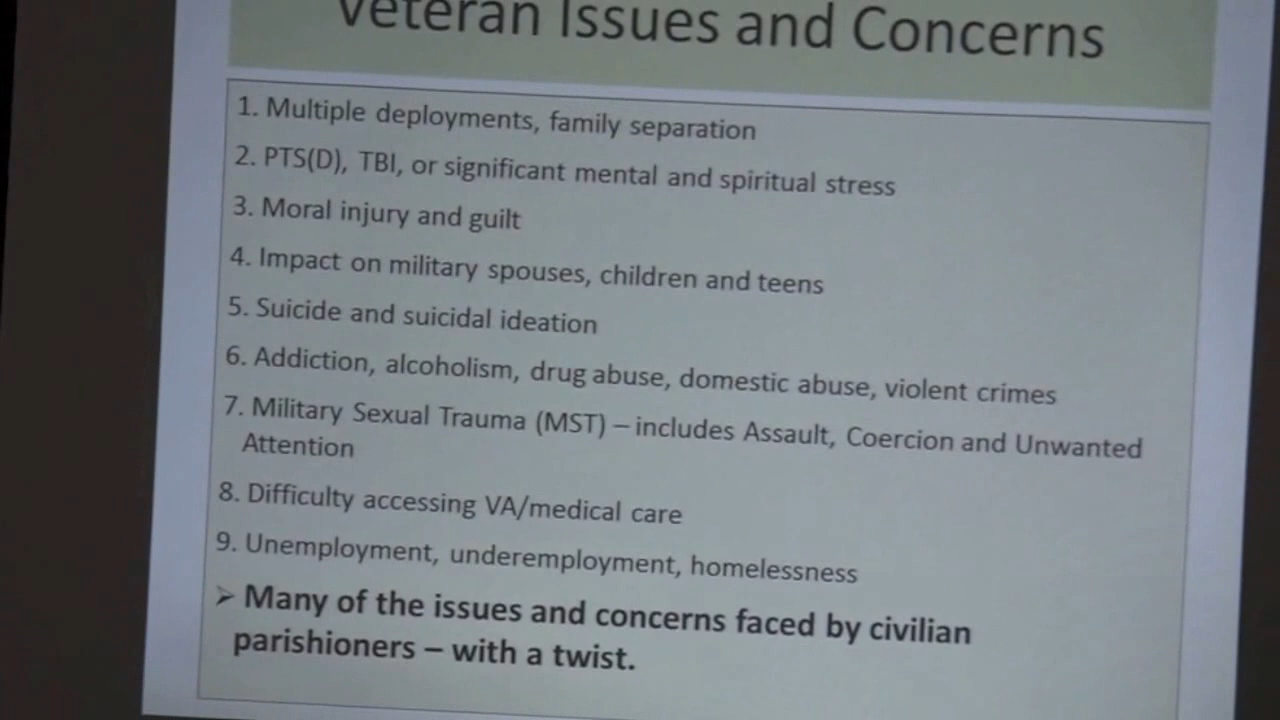 Veteran Issues and Concerns
1. Multiple deployments, family separation
2. PTS(D), TBI, or significant mental and spiritual stress
3. Moral injury and guilt
4. Impact on military spouses, children and teens
5. Suicide and suicidal ideation
6. Addiction, alcoholism, drug abuse, domestic abuse, violent crimes
7. Military Sexual Trauma (MST) – includes Assault, Coercion and Unwanted
Attention
8. Difficulty accessing VA/medical care
9. Unemployment, underemployment, homelessness
➢ Many of the issues and concerns faced by civilian
parishioners – with a twist.